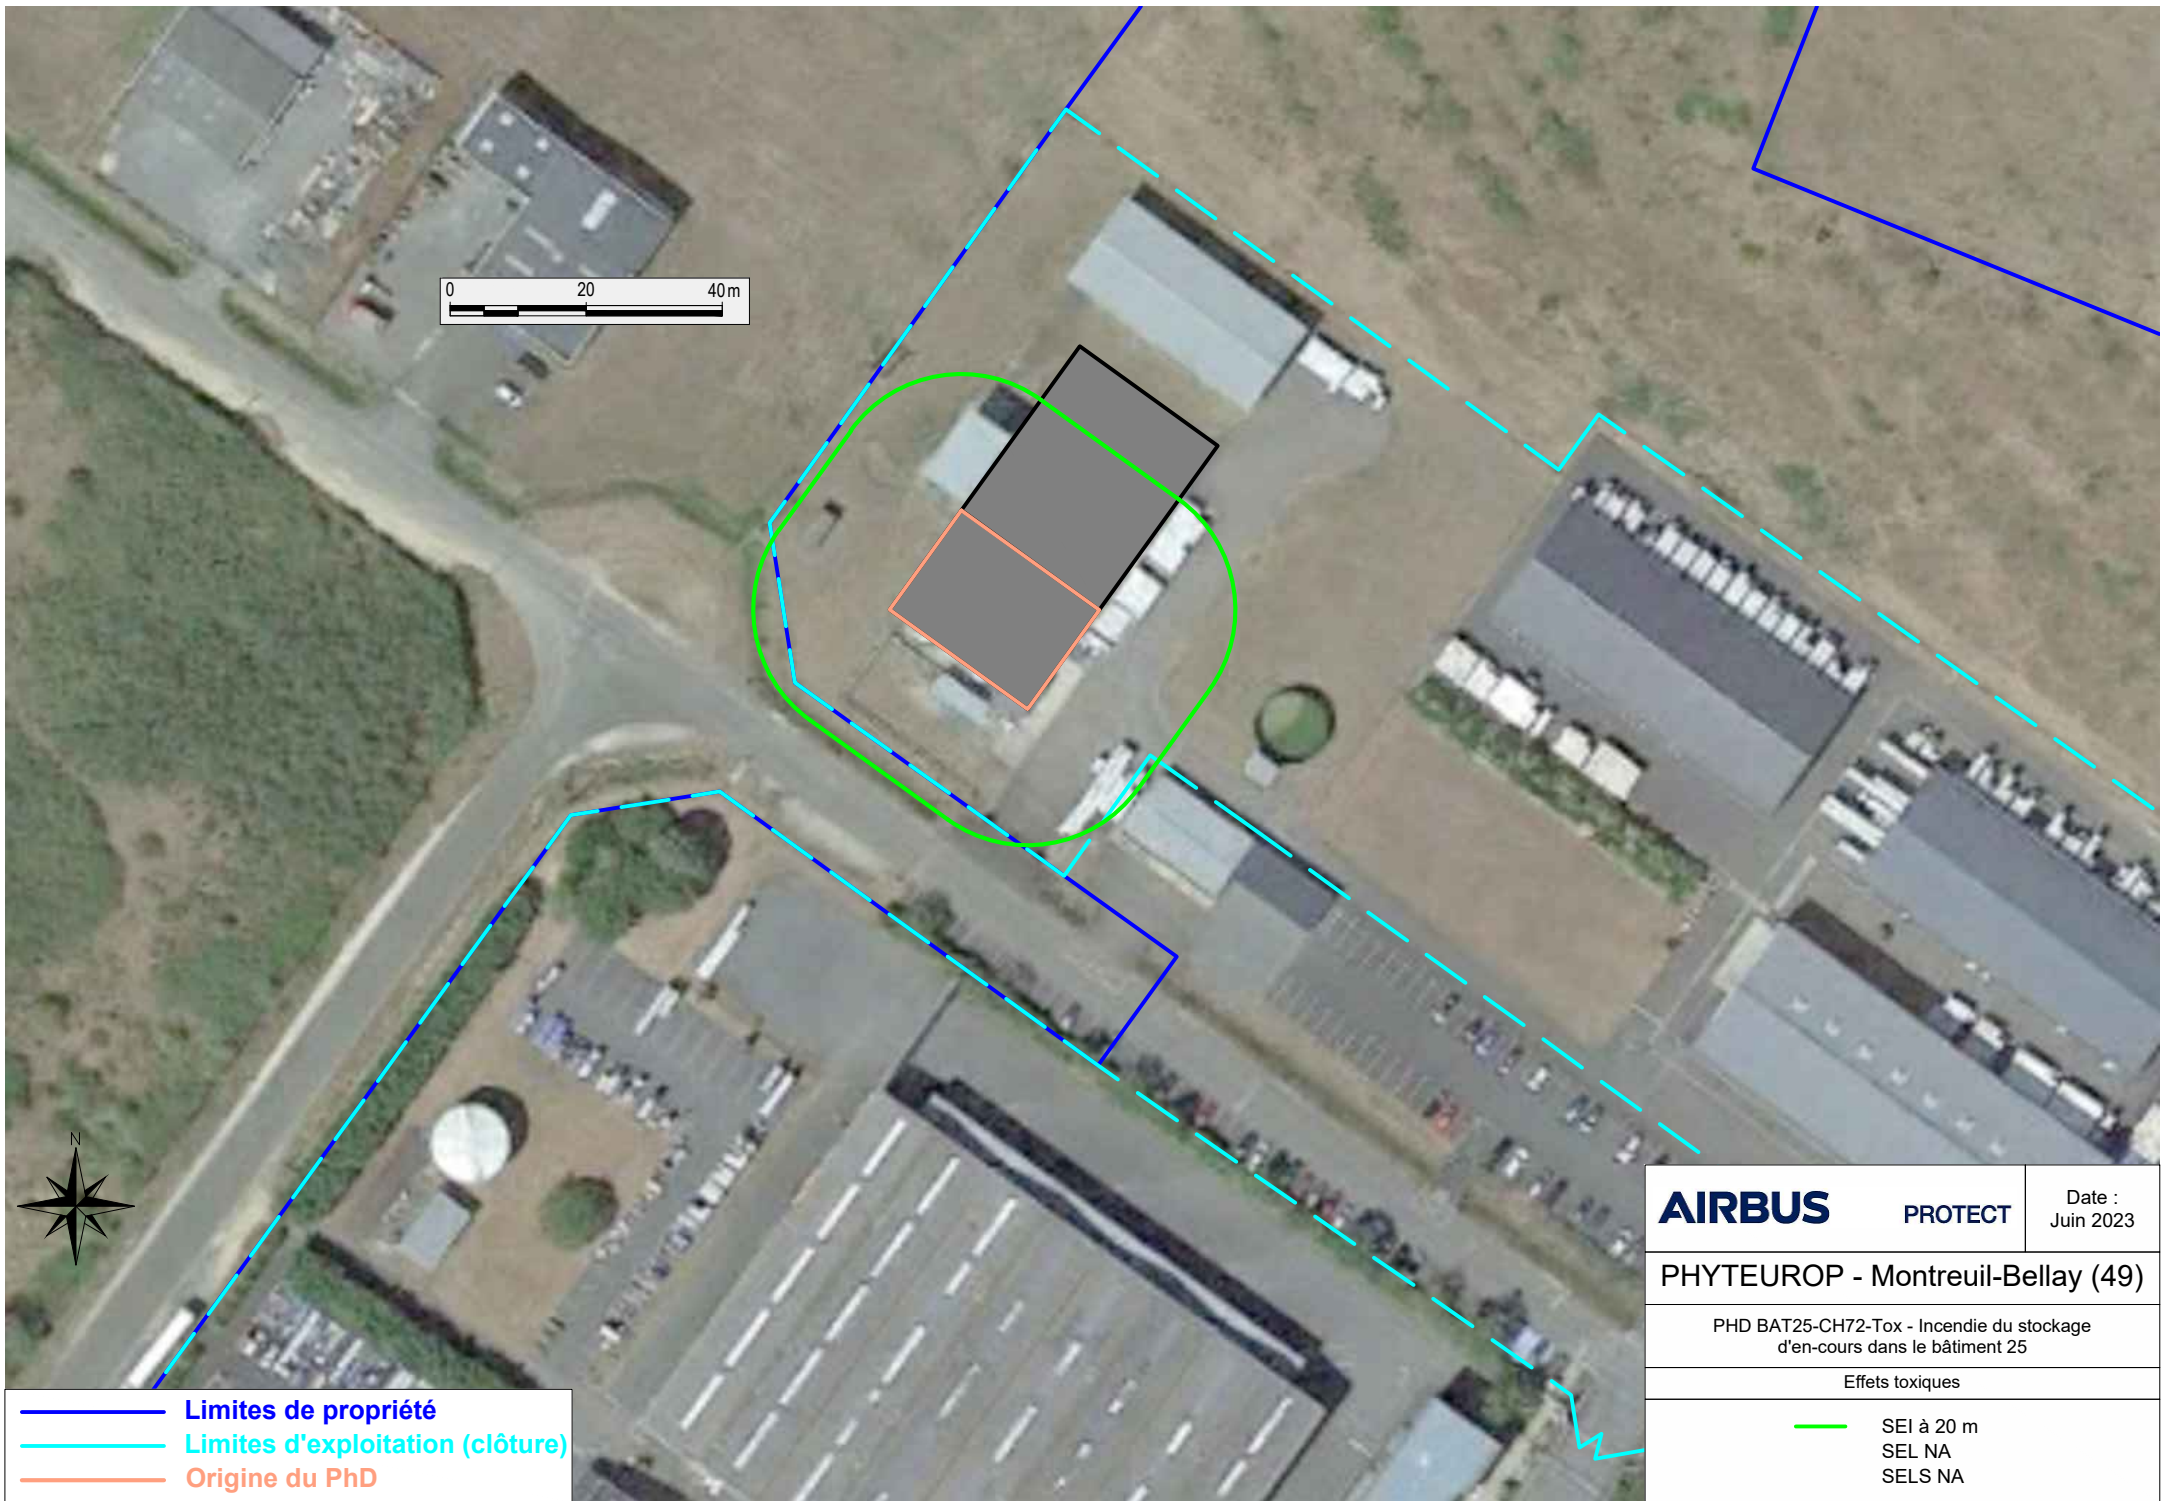 0 20 40 m
N
AIRBUS PROTECT
Date :
Juin 2023
PHYTEUROP - Montreuil-Bellay (49)
PHD BAT25-CH72-Tox - Incendie du stockage
d'en-cours dans le bâtiment 25
Effets toxiques
SEI à 20 m
SEL NA
SELS NA
Limites de propriété
Limites d'exploitation (clôture)
Origine du PhD